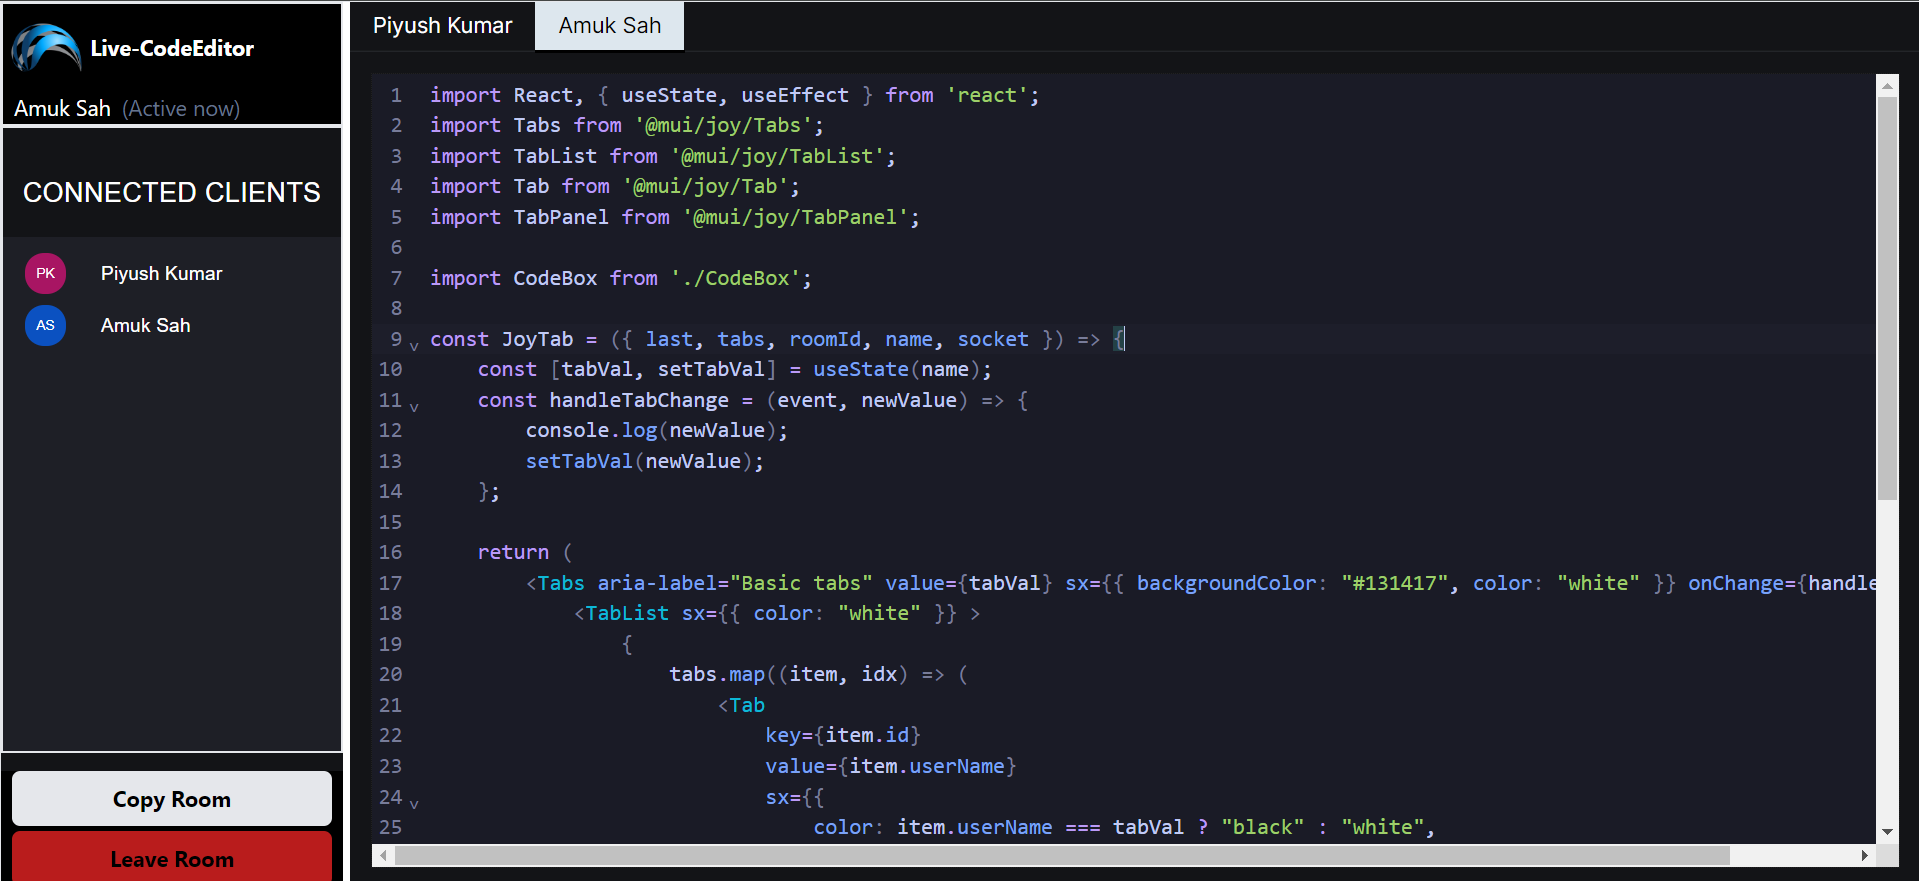 Live-CodeEditor
Amuk Sah (Active now)
CONNECTED CLIENTS
PK Piyush Kumar
AS Amuk Sah
Copy Room
Leave Room
Piyush Kumar Amuk Sah
1 import React, { useState, useEffect } from 'react';
2 import Tabs from '@mui/joy/Tabs';
3 import TabList from '@mui/joy/TabList';
4 import Tab from '@mui/joy/Tab';
5 import TabPanel from '@mui/joy/TabPanel';
6
7 import CodeBox from './CodeBox';
8
9 const JoyTab = ({ last, tabs, roomId, name, socket }) => {
10 const [tabVal, setTabVal] = useState(name);
11 const handleTabChange = (event, newValue) => {
12 console.log(newValue);
13 setTabVal(newValue);
14 };
15
16 return (
17 <Tabs aria-label="Basic tabs" value={tabVal} sx={{ backgroundColor: "#131417", color: "white" }} onChange={handle
18 <TabList sx={{ color: "white" }} >
19 {
20 tabs.map((item, idx) => (
21 <Tab
22 key={item.id}
23 value={item.userName}
24 sx={{
25 color: item.userName === tabVal ? "black" : "white",